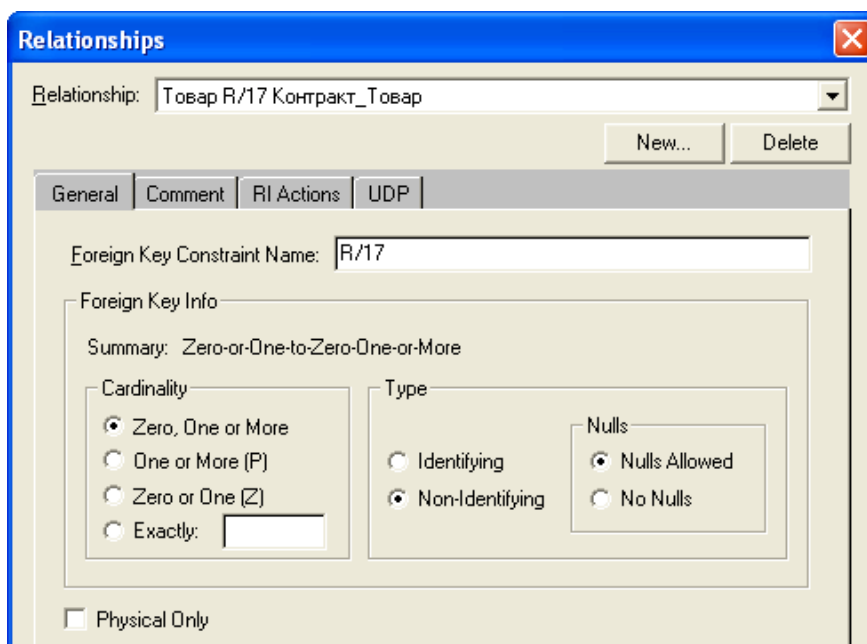 Relationships
Relationship: Товар R/17 Контракт_Товар
New... Delete
General Comment RI Actions UDP
Foreign Key Constraint Name: R/17
Foreign Key Info
Summary: Zero-or-One-to-Zero-One-or-More
Cardinality Type
Zero, One or More
One or More (P)
Zero or One (Z)
Exactly:
Identifying
Non-Identifying
Nulls
Nulls Allowed
No Nulls
Physical Only